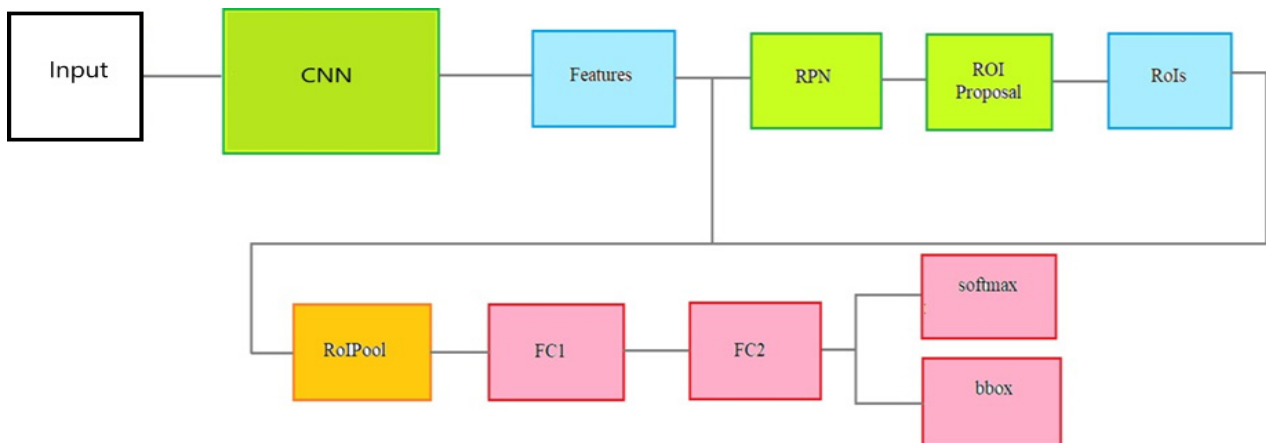 Input
CNN
Features
RPN
ROI
Proposal
RoIs
RoIPool
FC1
FC2
softmax
bbox